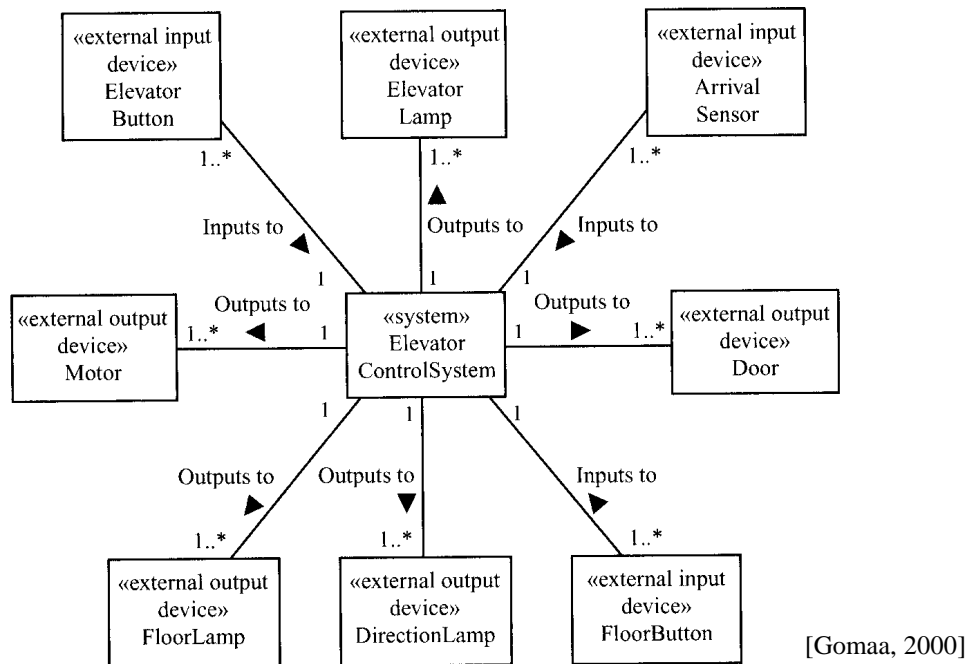 «external input
device»
Elevator
Button
«external output
device»
Elevator
Lamp
«external input
device»
Arrival
Sensor
1..*
1..*
1..*
Inputs to
Outputs to
Inputs to
1
1
1
«external output
device»
Motor
Outputs to
1..*
1
«system»
Elevator
ControlSystem
Outputs to
1
1..*
«external output
device»
Door
1
1
1
Outputs to
Outputs to
Inputs to
1..*
1..*
1..*
«external output
device»
FloorLamp
«external output
device»
DirectionLamp
«external input
device»
FloorButton
[Gomaa, 2000]